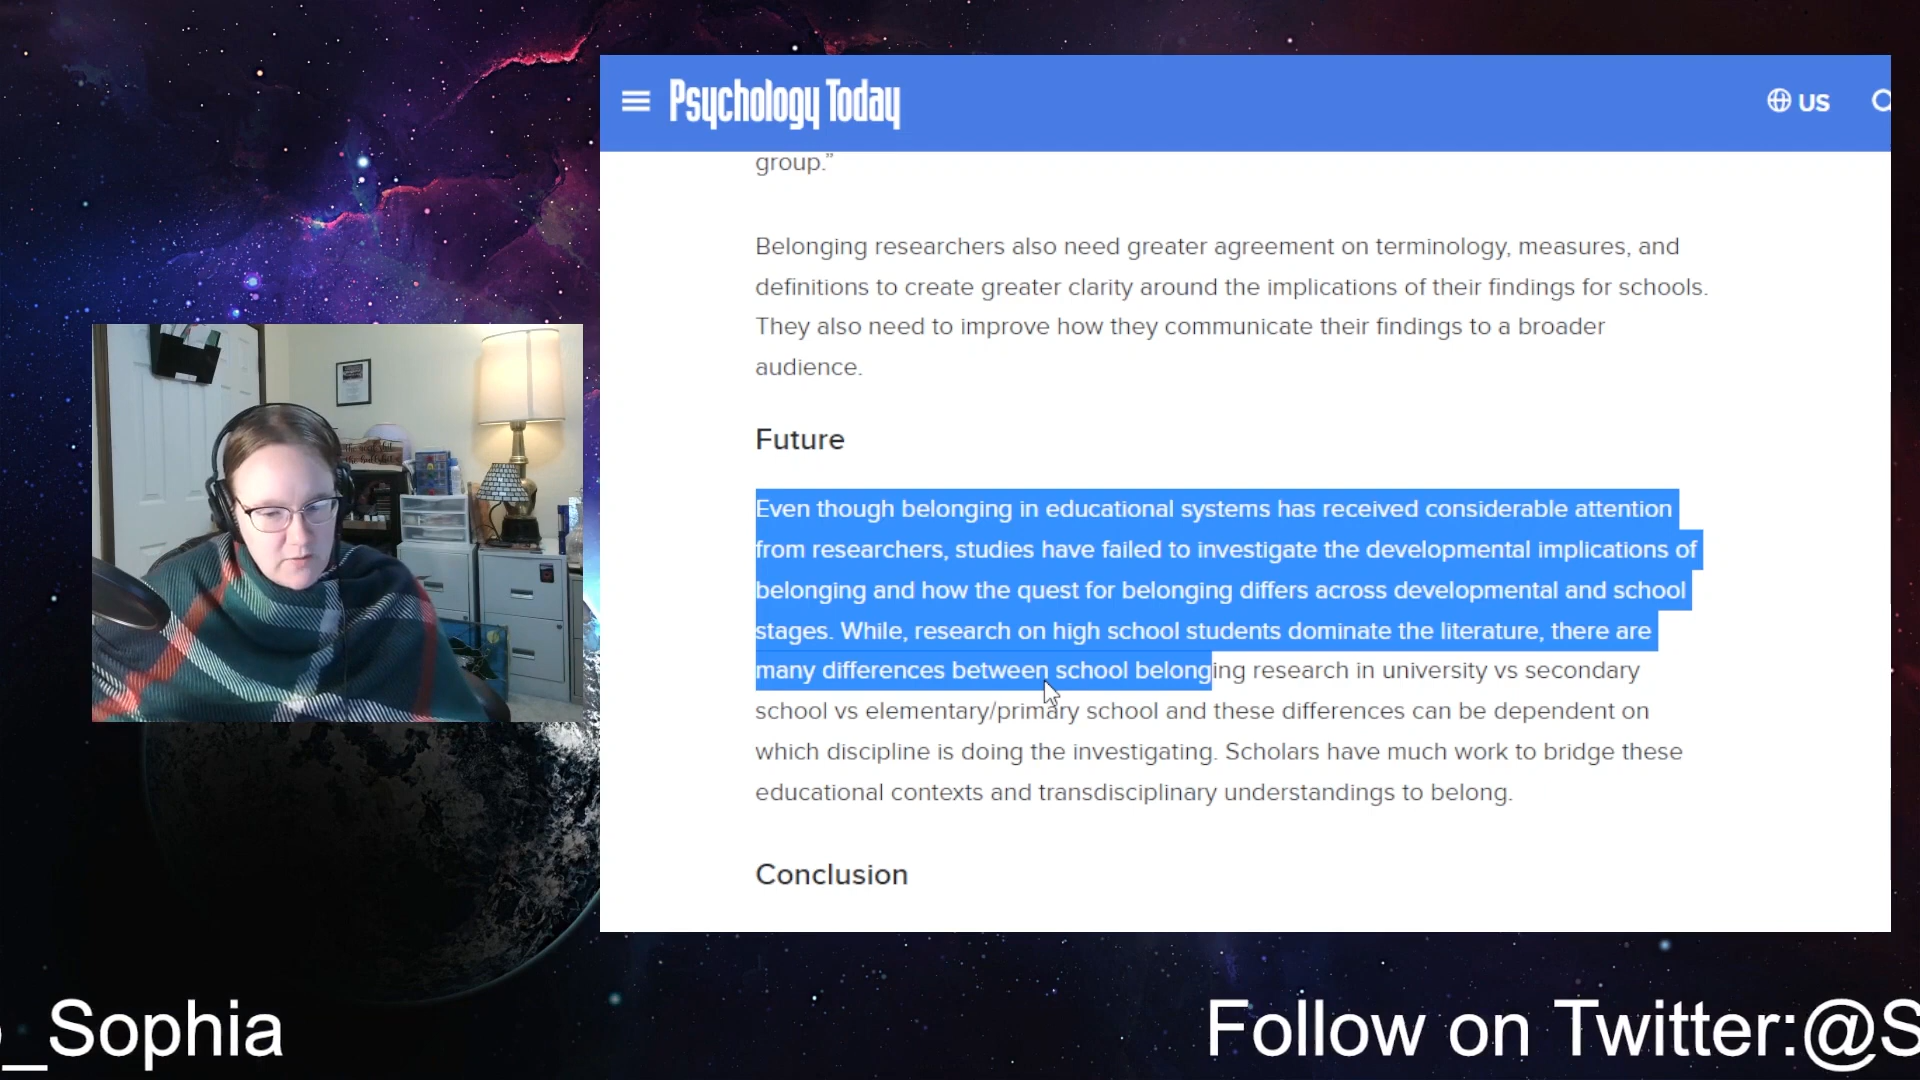 Psychology Today
US
group.”
Belonging researchers also need greater agreement on terminology, measures, and
definitions to create greater clarity around the implications of their findings for schools.
They also need to improve how they communicate their findings to a broader
audience.
Future
Even though belonging in educational systems has received considerable attention
from researchers, studies have failed to investigate the developmental implications of
belonging and how the quest for belonging differs across developmental and school
stages. While, research on high school students dominate the literature, there are
many differences between school belonging research in university vs secondary
school vs elementary/primary school and these differences can be dependent on
which discipline is doing the investigating. Scholars have much work to bridge these
educational contexts and transdisciplinary understandings to belong.
Conclusion
_Sophia
Follow on Twitter:@S